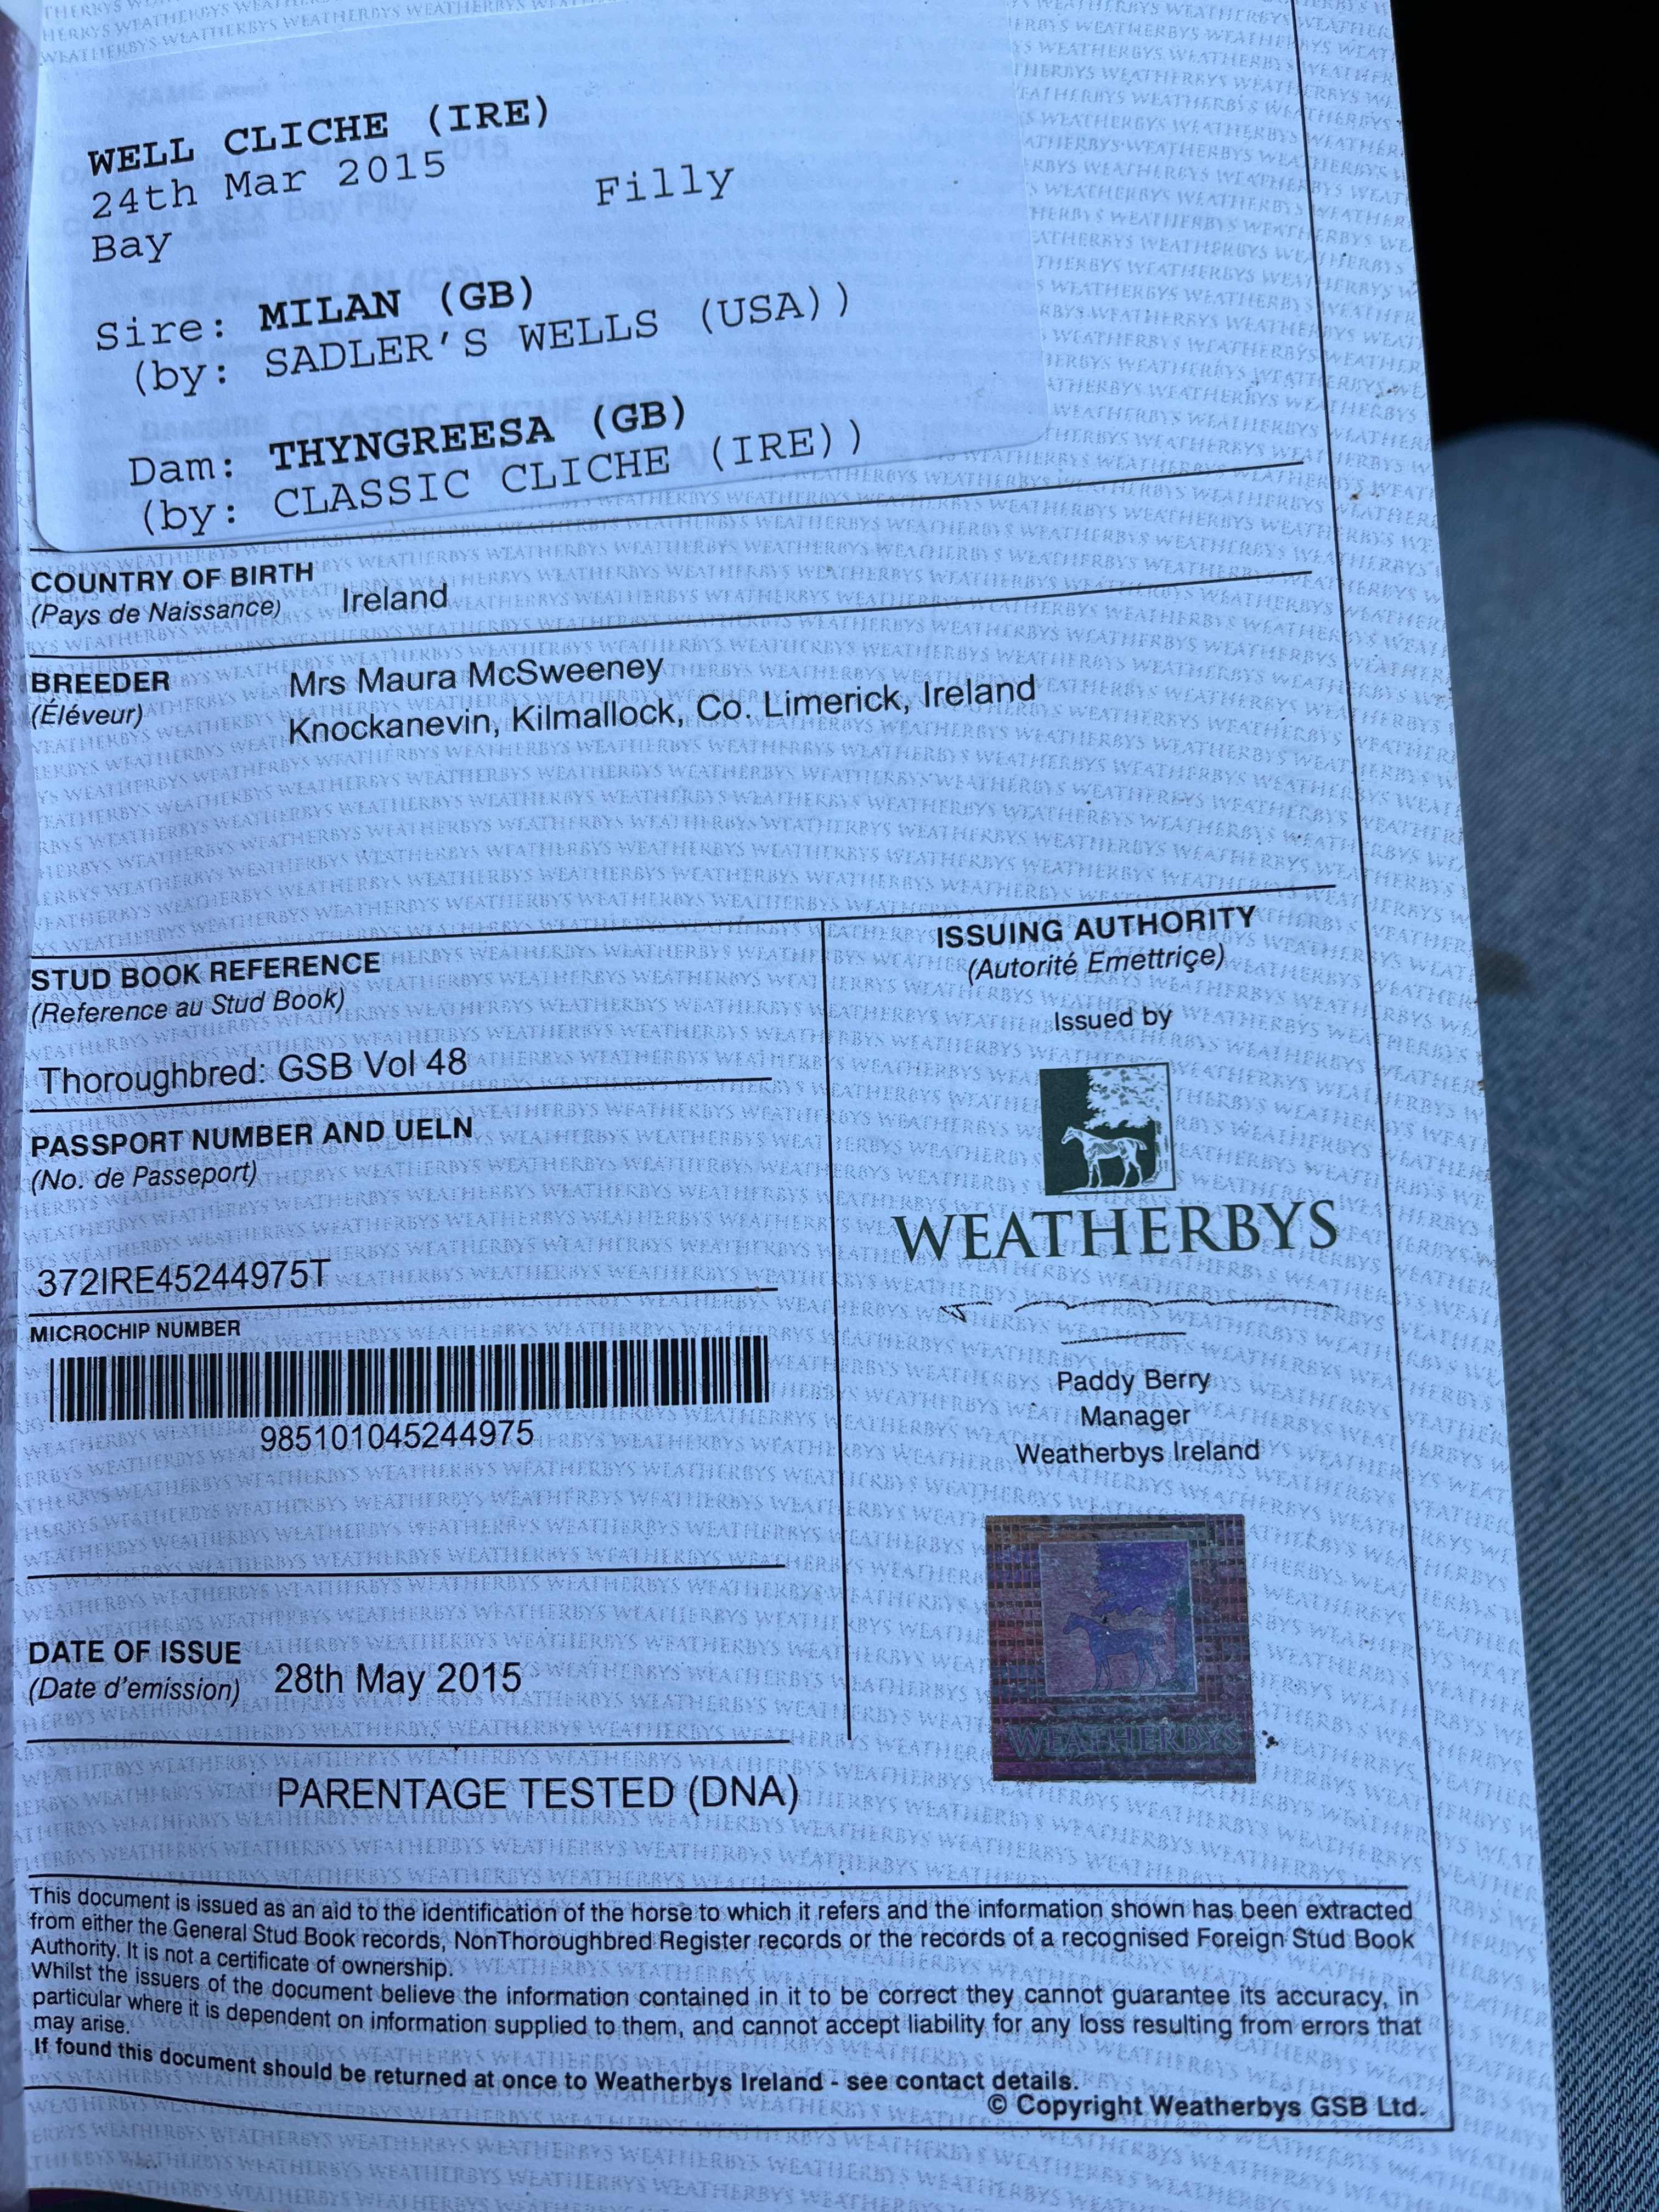 WELL CLICHE (IRE)
24th Mar 2015
Filly
Bay
Sire: MILAN (GB)
(by: SADLER'S WELLS (USA))
Dam: THYNGREESA (GB)
(by: CLASSIC CLICHE (IRE))
COUNTRY OF BIRTH
(Pays de Naissance) Ireland
BREEDER Mrs Maura McSweeney
(Éléveur) Knockanevin, Kilmallock, Co. Limerick, Ireland
STUD BOOK REFERENCE
(Reference au Stud Book)
Thoroughbred: GSB Vol 48
PASSPORT NUMBER AND UELN
(No. de Passeport)
372IRE45244975T
MICROCHIP NUMBER
985101045244975
DATE OF ISSUE
(Date d'emission) 28th May 2015
ISSUING AUTHORITY
(Autorité Emettriçe)
Issued by
WEATHERBYS
Paddy Berry
Manager
Weatherbys Ireland
WEATHERBYS
PARENTAGE TESTED (DNA)
This document is issued as an aid to the identification of the horse to which it refers and the information shown has been extracted
from either the General Stud Book records, NonThoroughbred Register records or the records of a recognised Foreign Stud Book
Authority. It is not a certificate of ownership.
Whilst the issuers of the document believe the information contained in it to be correct they cannot guarantee its accuracy, in
particular where it is dependent on information supplied to them, and cannot accept liability for any loss resulting from errors that
may arise.
If found this document should be returned at once to Weatherbys Ireland - see contact details.
© Copyright Weatherbys GSB Ltd.